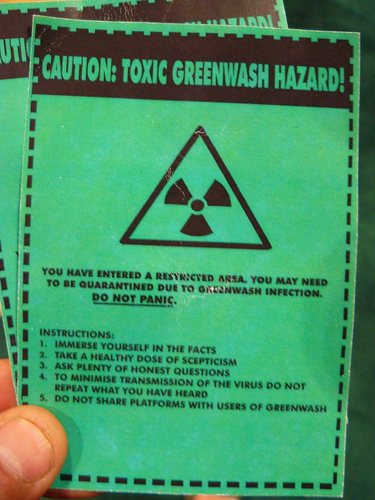 CAUTION: TOXIC GREENWASH HAZARD!
YOU HAVE ENTERED A RESTRICTED AREA. YOU MAY NEED
TO BE QUARANTINED DUE TO GREENWASH INFECTION.
DO NOT PANIC.
INSTRUCTIONS:
1. IMMERSE YOURSELF IN THE FACTS
2. TAKE A HEALTHY DOSE OF SCEPTICISM
3. ASK PLENTY OF HONEST QUESTIONS
4. TO MINIMISE TRANSMISSION OF THE VIRUS DO NOT
REPEAT WHAT YOU HAVE HEARD
5. DO NOT SHARE PLATFORMS WITH USERS OF GREENWASH